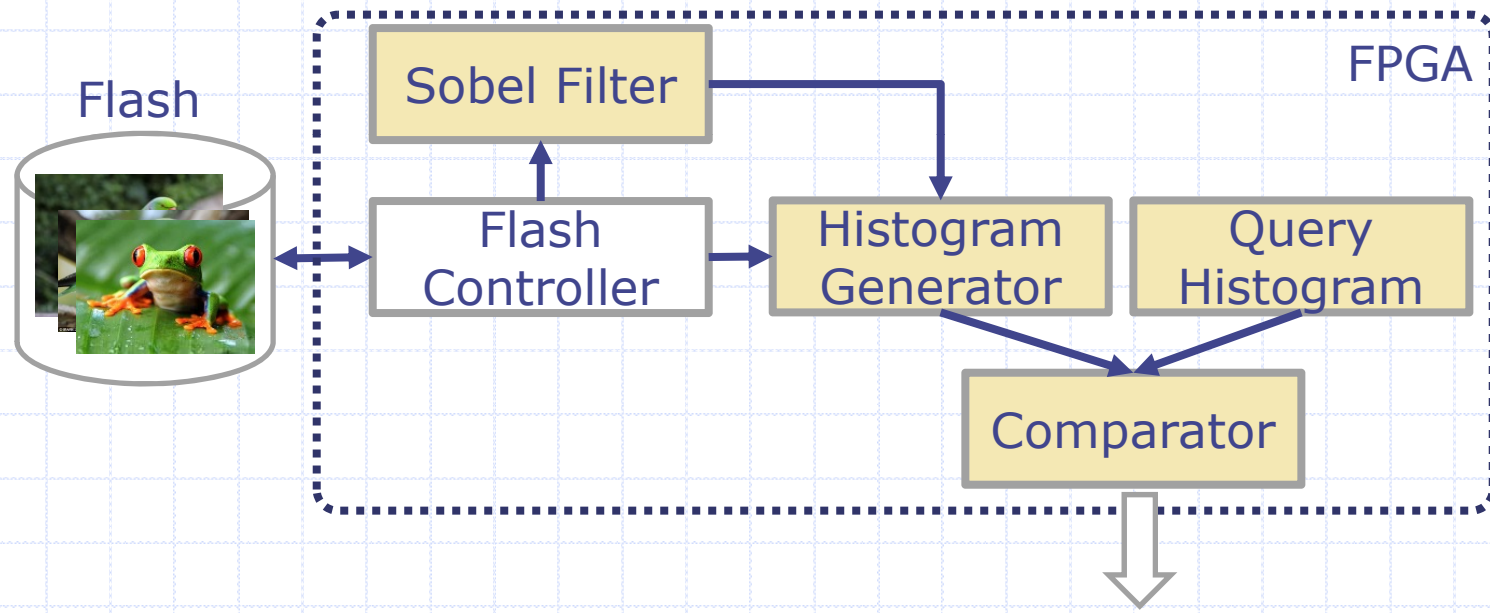 FPGA
Flash
Sobel Filter
Flash
Controller
Histogram
Generator
Query
Histogram
Comparator